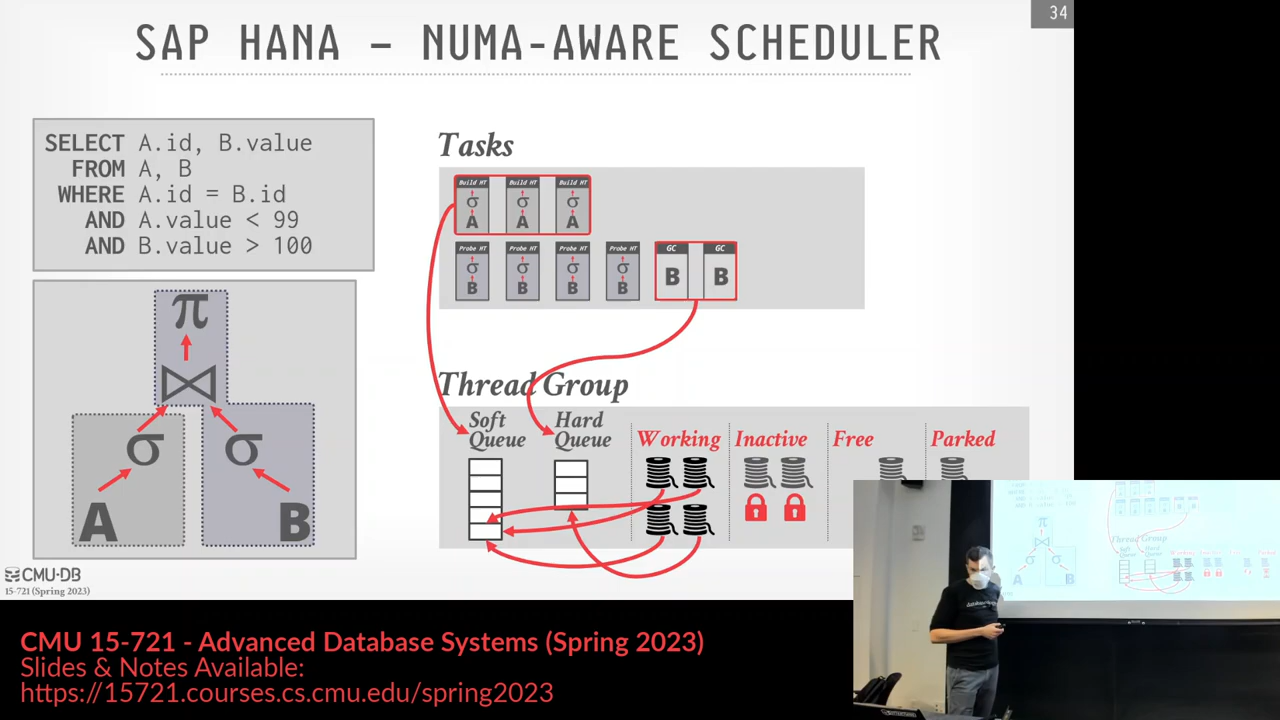 34
SAP HANA – NUMA-AWARE SCHEDULER
SELECT A.id, B.value
FROM A, B
WHERE A.id = B.id
AND A.value < 99
AND B.value > 100
π
⋈
σ σ
A B
Tasks
Build HT Build HT Build HT
σ σ σ
A A A
Probe HT Probe HT Probe HT Probe HT GC GC
σ σ σ σ
B B B B B B
Thread Group
Soft Queue
Hard Queue
Working
Inactive
Free
Parked
CMU·DB
15-721 (Spring 2023)
CMU 15-721 - Advanced Database Systems (Spring 2023)
Slides & Notes Available:
https://15721.courses.cs.cmu.edu/spring2023